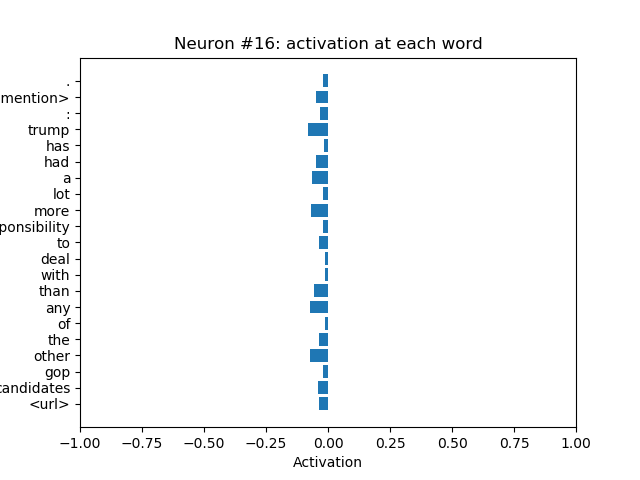 Neuron #16: activation at each word
.
mention>
:
trump
has
had
a
lot
more
ponsibility
to
deal
with
than
any
of
the
other
gop
candidates
<url>
−1.00 −0.75 −0.50 −0.25 0.00 0.25 0.50 0.75 1.00
Activation